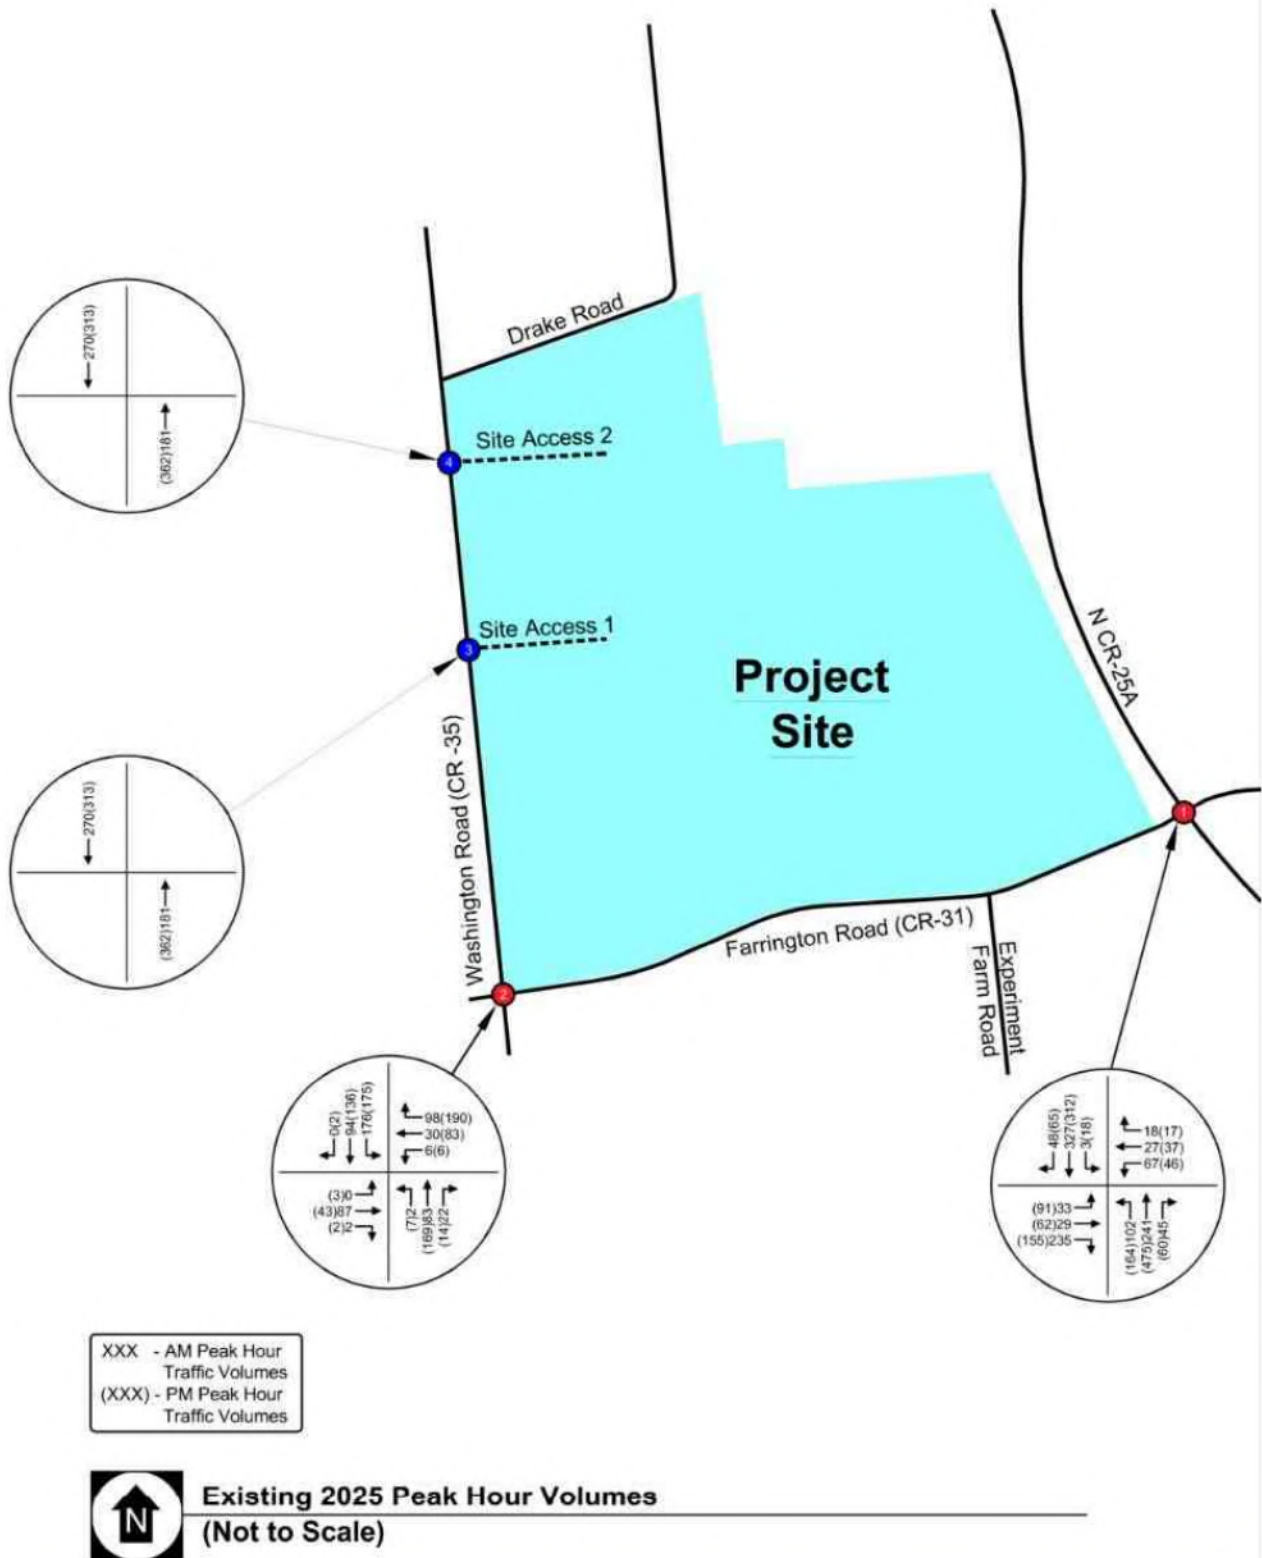 Drake Road
270(313)
(362)181
Site Access 2
4
Site Access 1
3
N CR-25A
Project
Site
270(313)
(362)181
Washington Road (CR -35)
1
Farrington Road (CR-31)
Experiment
Farm Road
2
0(2)
94(136)
176(175)
98(190)
30(83)
6(6)
(3)0
(43)87
(2)2
(7)2
(169)83
(14)22
48(65)
327(312)
3(18)
18(17)
27(37)
67(46)
(91)33
(62)29
(155)235
(164)102
(475)241
(60)45
XXX - AM Peak Hour
Traffic Volumes
(XXX) - PM Peak Hour
Traffic Volumes
N
Existing 2025 Peak Hour Volumes
(Not to Scale)